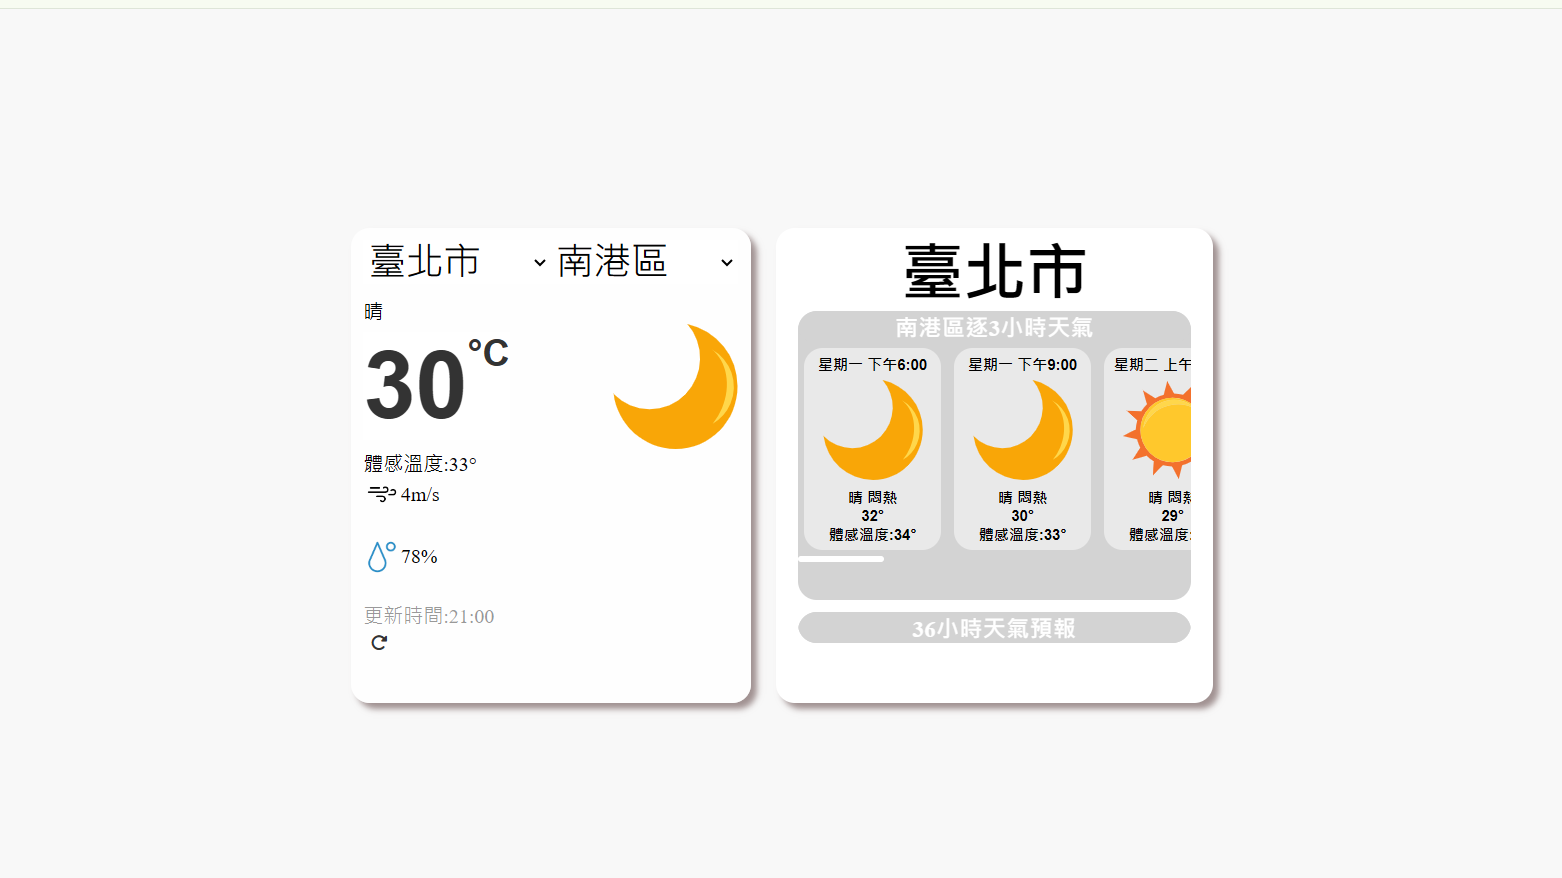 臺北市 南港區
晴
30°C
體感溫度:33°
4m/s
78%
更新時間:21:00
臺北市
南港區逐3小時天氣
星期一 下午6:00
晴 悶熱
32°
體感溫度:34°
星期一 下午9:00
晴 悶熱
30°
體感溫度:33°
星期二 上午
晴 悶
29°
體感溫度:
36小時天氣預報